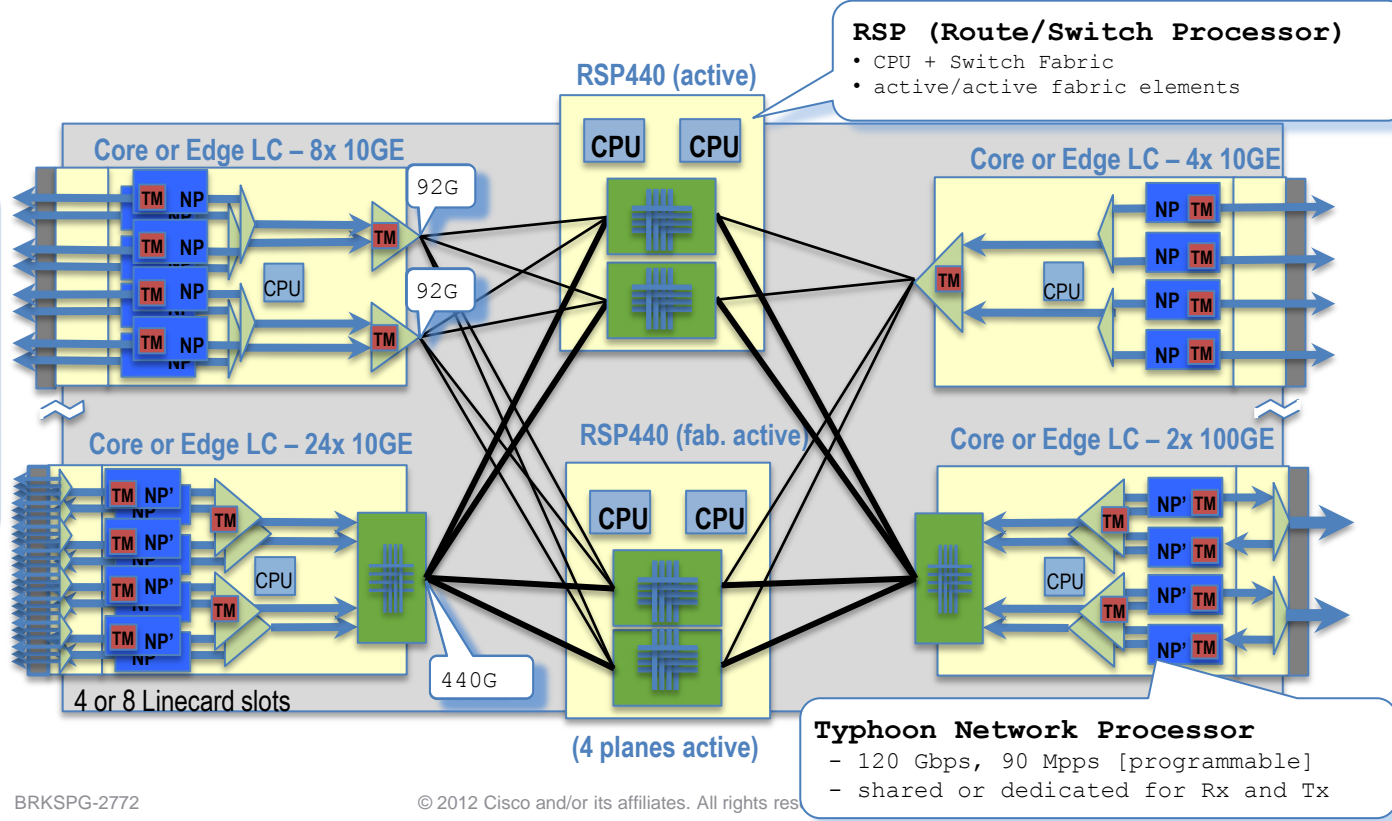 RSP (Route/Switch Processor)
• CPU + Switch Fabric
• active/active fabric elements
RSP440 (active)
CPU CPU
Core or Edge LC – 8x 10GE
TM NP
NP
TM NP
TM NP
TM NP
NP
CPU
TM
TM
92G
92G
Core or Edge LC – 4x 10GE
TM
CPU
NP TM
NP TM
NP TM
NP TM
Core or Edge LC – 24x 10GE
TM NP'
NP
TM NP'
TM NP'
TM NP'
NP
TM
TM
CPU
440G
4 or 8 Linecard slots
RSP440 (fab. active)
CPU CPU
(4 planes active)
Core or Edge LC – 2x 100GE
TM
TM
CPU
NP' TM
NP' TM
NP' TM
NP' TM
Typhoon Network Processor
- 120 Gbps, 90 Mpps [programmable]
- shared or dedicated for Rx and Tx
BRKSPG-2772
© 2012 Cisco and/or its affiliates. All rights